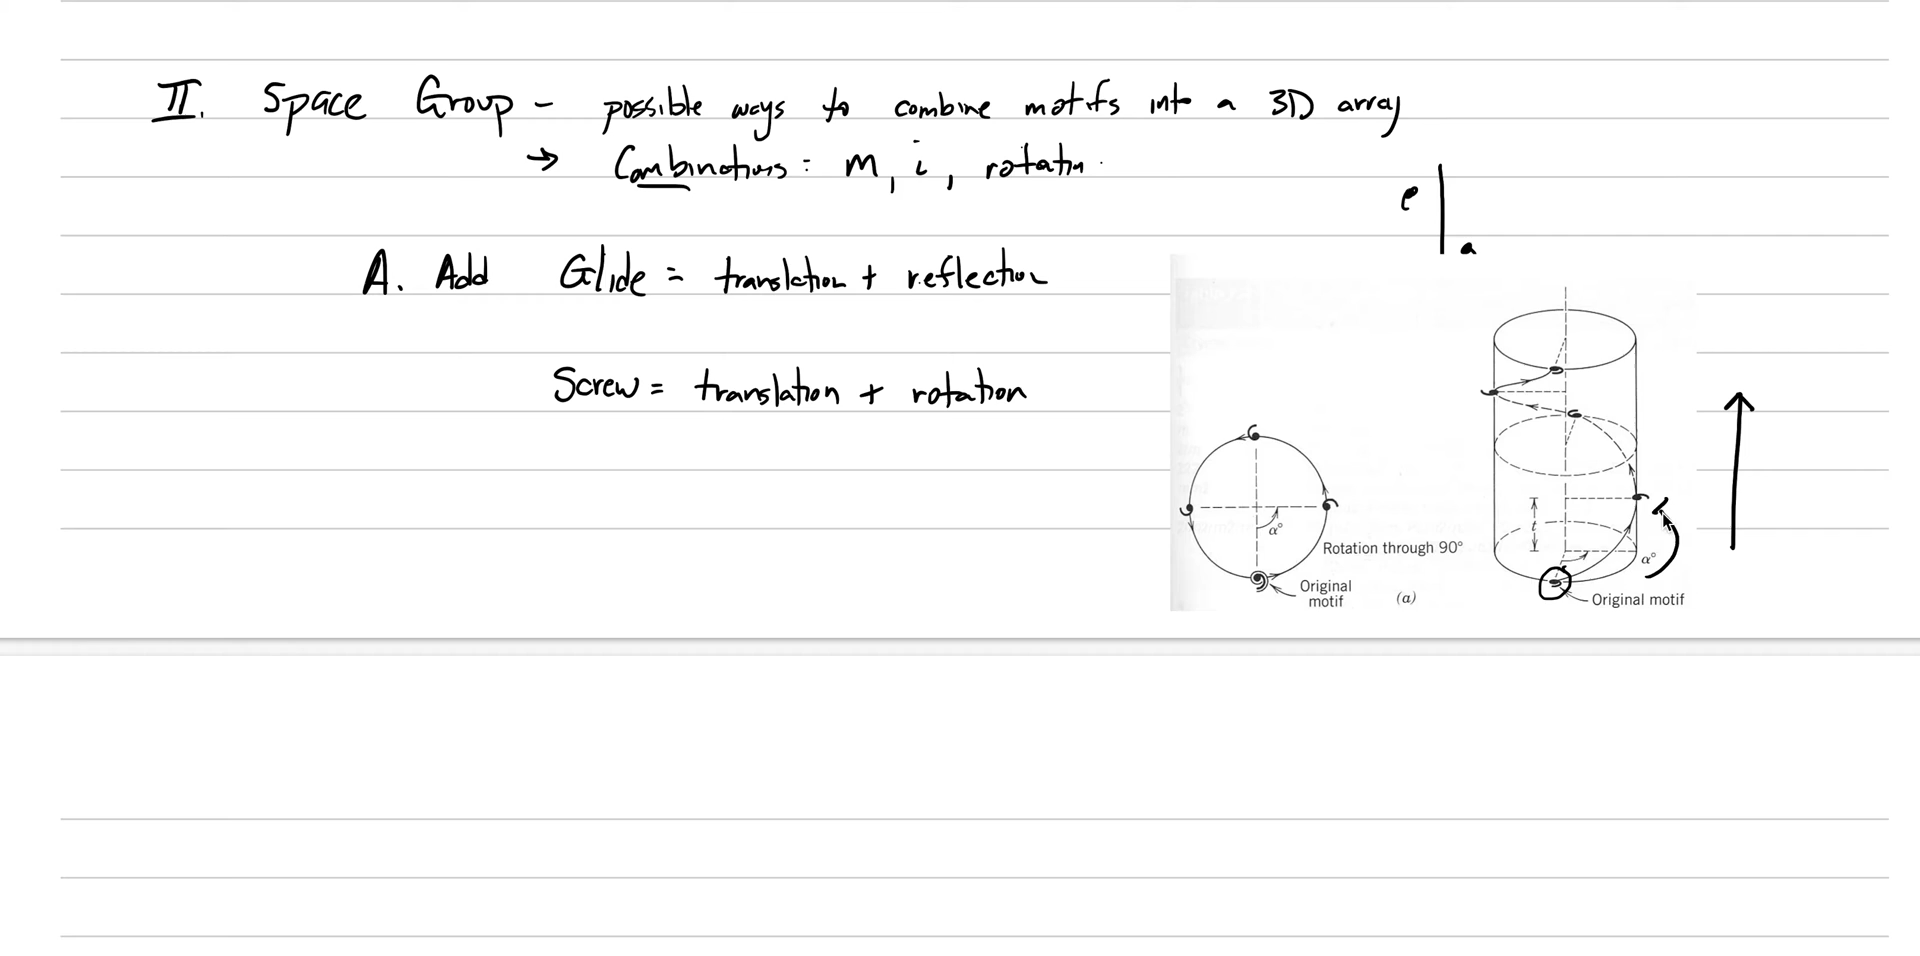 II. Space Group - possible ways to combine motifs into a 3D array
→ Combinations: m, i, rotatin.
A. Add Glide = translation + reflection
Screw = translation + rotation
α°
Rotation through 90°
Original
motif
(a)
t
α°
Original motif